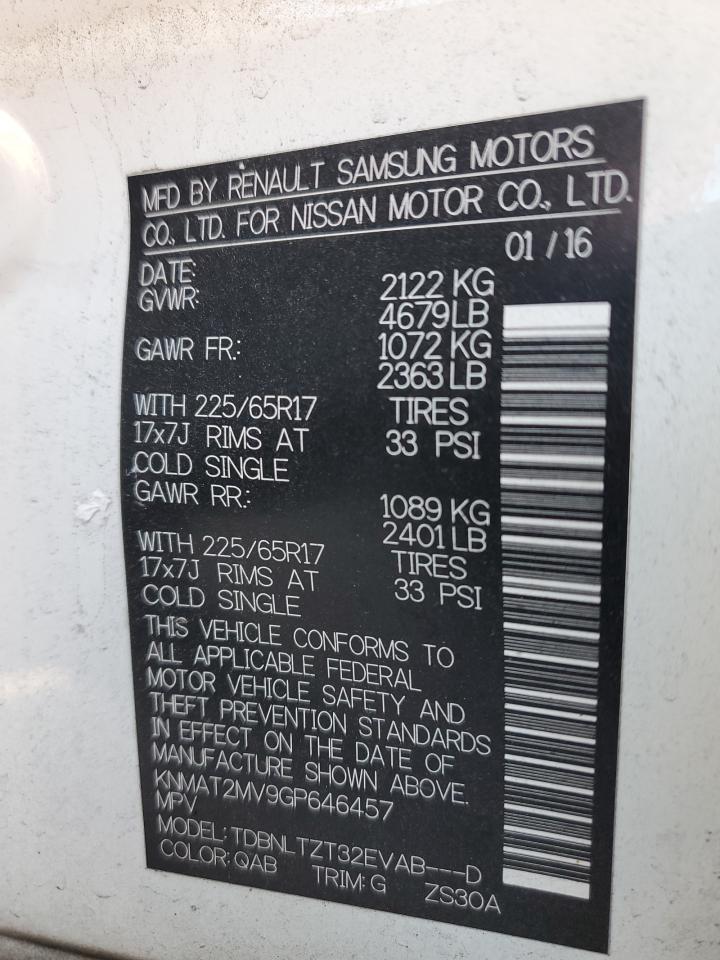 MFD BY RENAULT SAMSUNG MOTORS
CO., LTD. FOR NISSAN MOTOR CO., LTD.
DATE: 01 / 16
GVWR: 2122 KG
4679 LB
GAWR FR.: 1072 KG
2363 LB
WITH 225/65R17 TIRES
17x7J RIMS AT 33 PSI
COLD SINGLE
GAWR RR.: 1089 KG
2401 LB
WITH 225/65R17 TIRES
17x7J RIMS AT 33 PSI
COLD SINGLE
THIS VEHICLE CONFORMS TO
ALL APPLICABLE FEDERAL
MOTOR VEHICLE SAFETY AND
THEFT PREVENTION STANDARDS
IN EFFECT ON THE DATE OF
MANUFACTURE SHOWN ABOVE.
KNMAT2MV9GP646457
MPV
MODEL: TDBNLTZT32EVAB---D
COLOR: QAB TRIM: G ZS30A